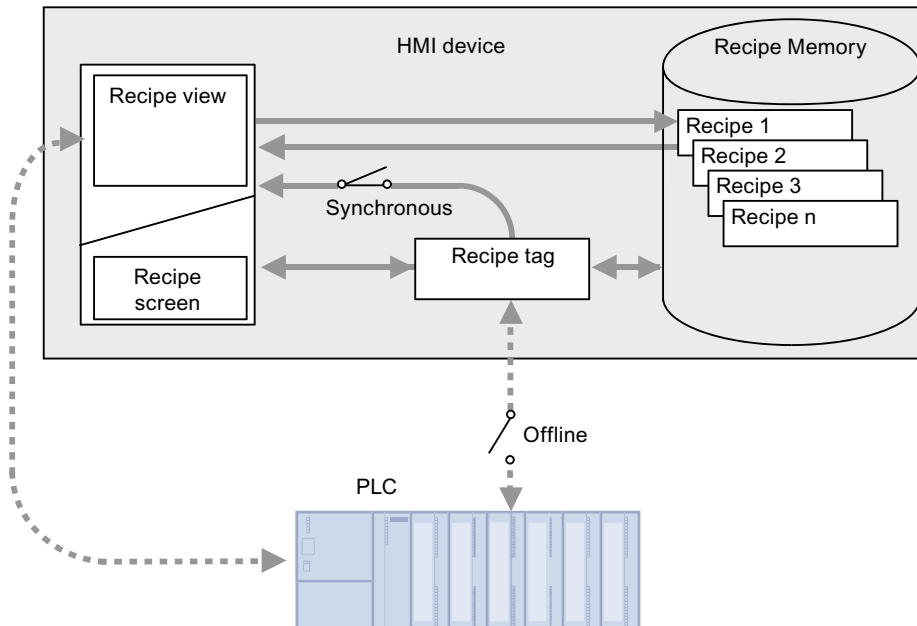 HMI device
Recipe Memory
Recipe view
Recipe 1
Recipe 2
Recipe 3
Recipe n
Synchronous
Recipe tag
Recipe
screen
Offline
PLC